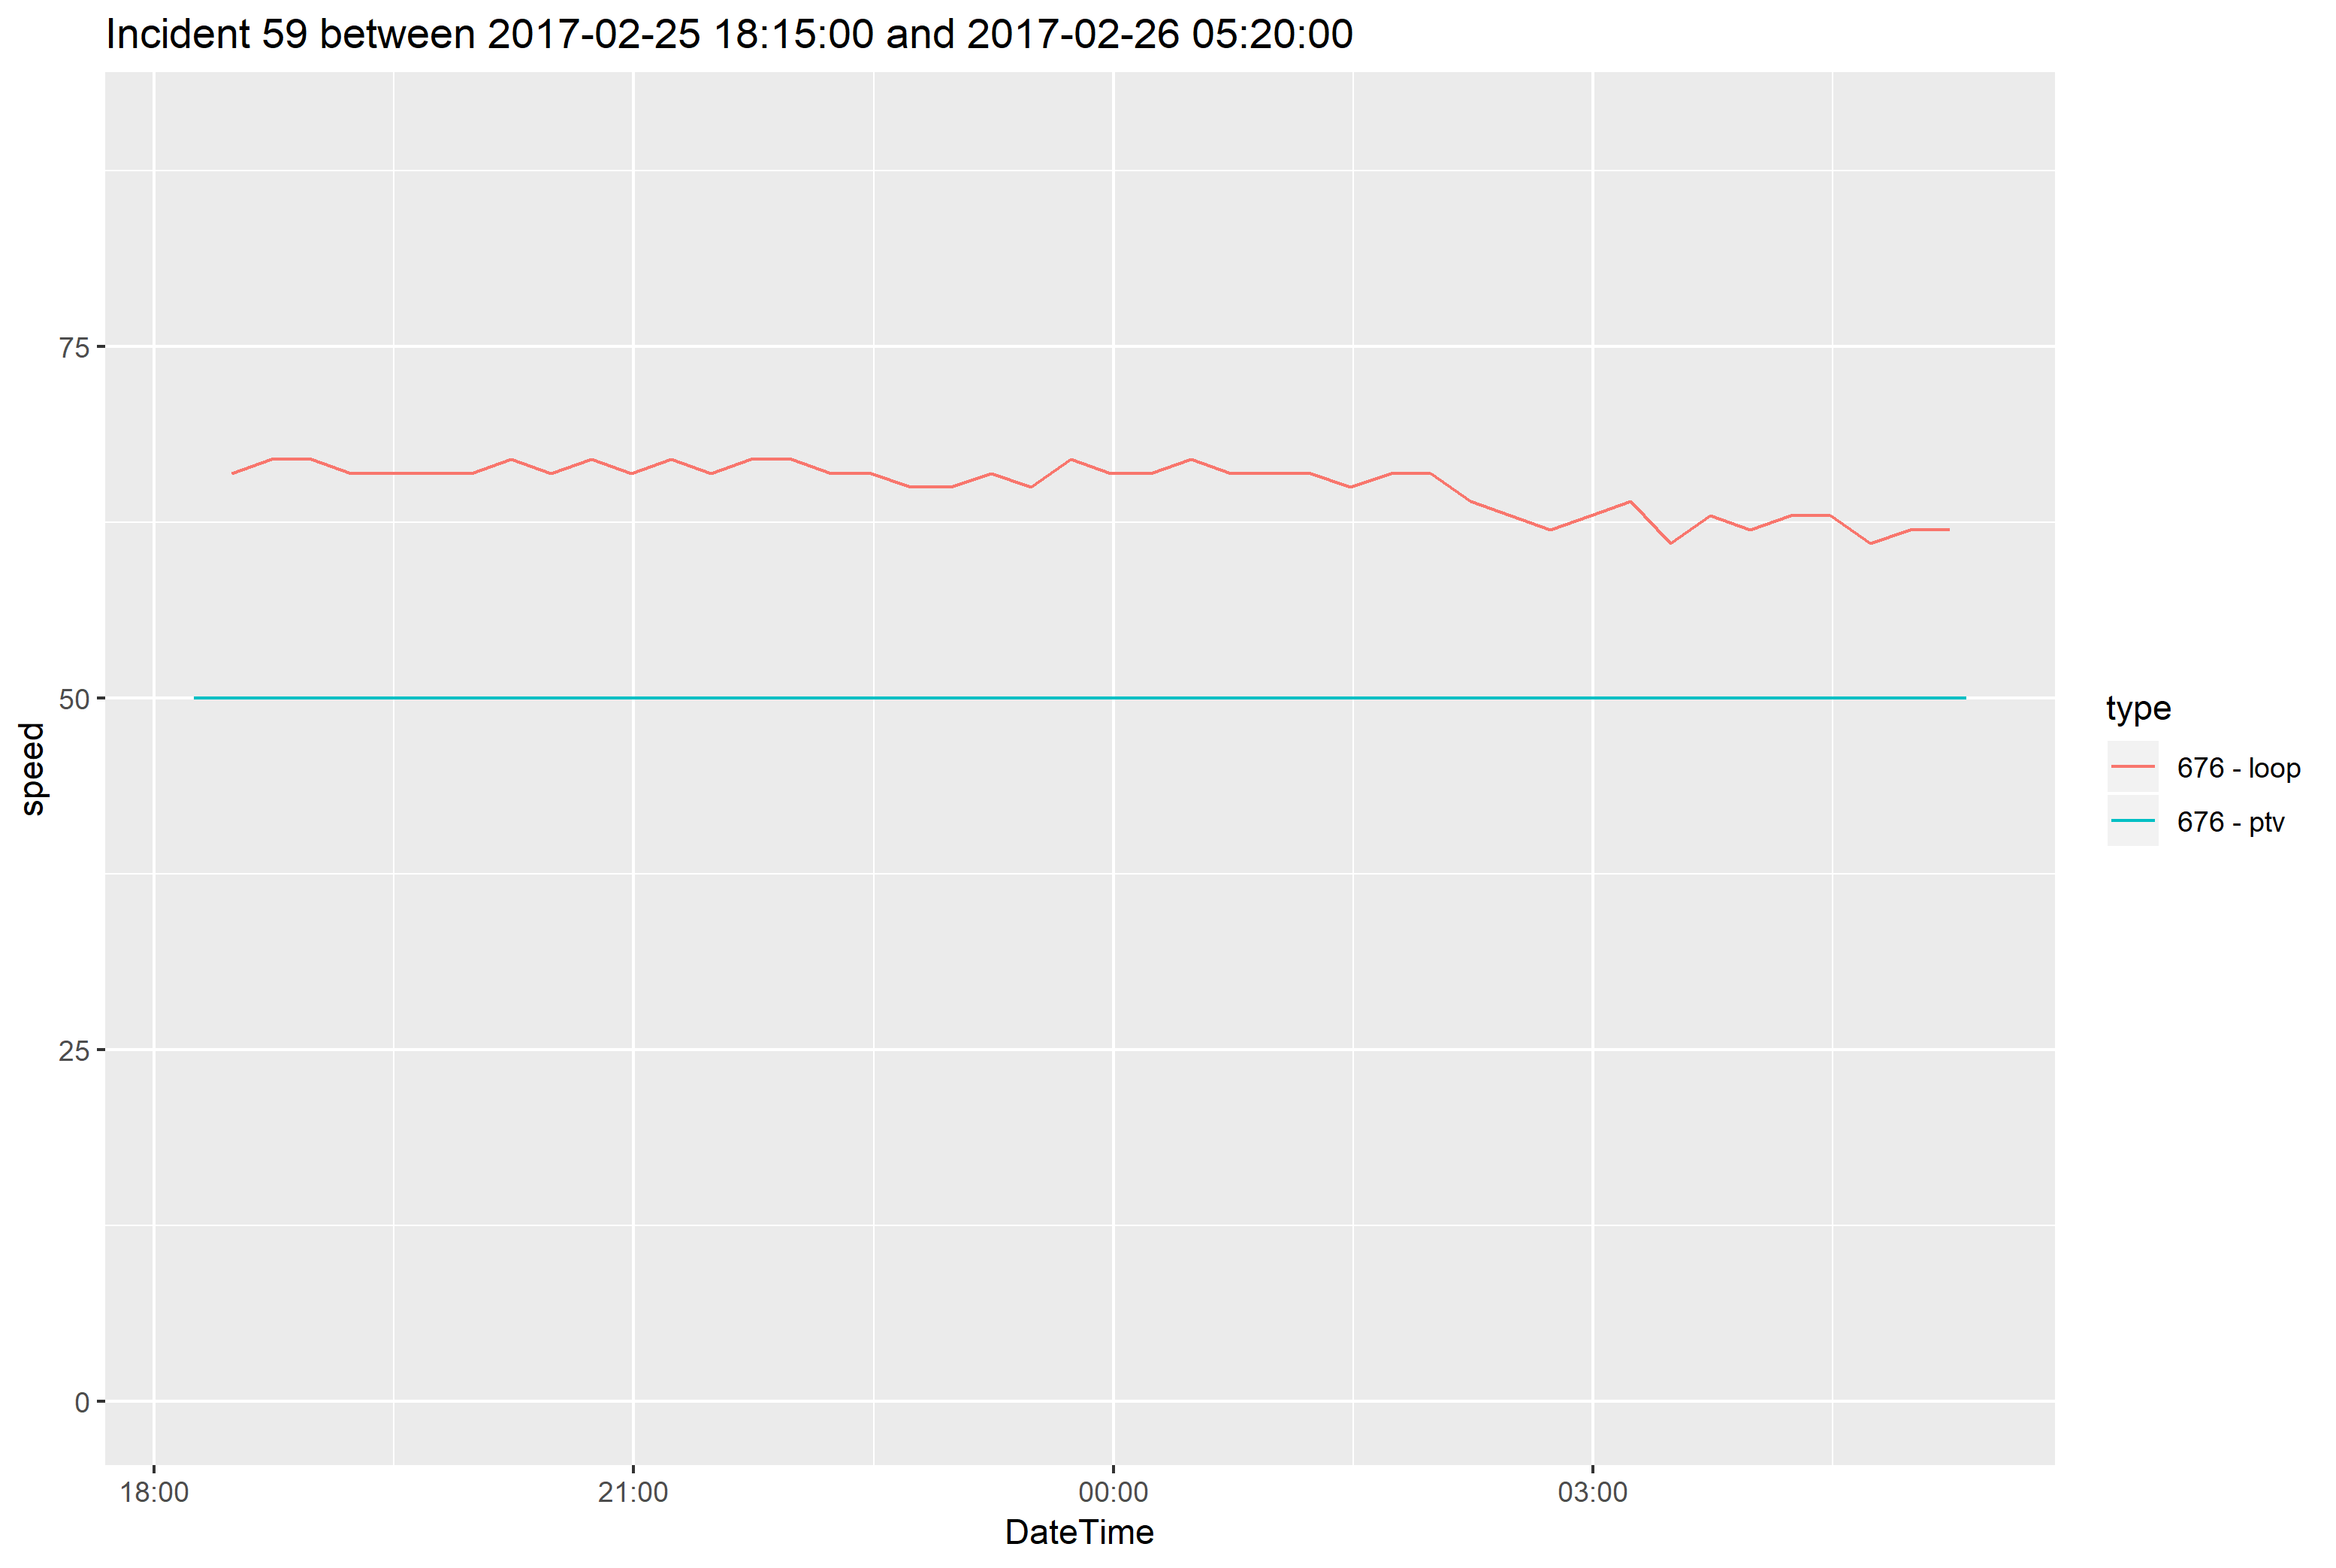 Incident 59 between 2017-02-25 18:15:00 and 2017-02-26 05:20:00
75
50
25
0
speed
18:00 21:00 00:00 03:00
DateTime
type
676 - loop
676 - ptv